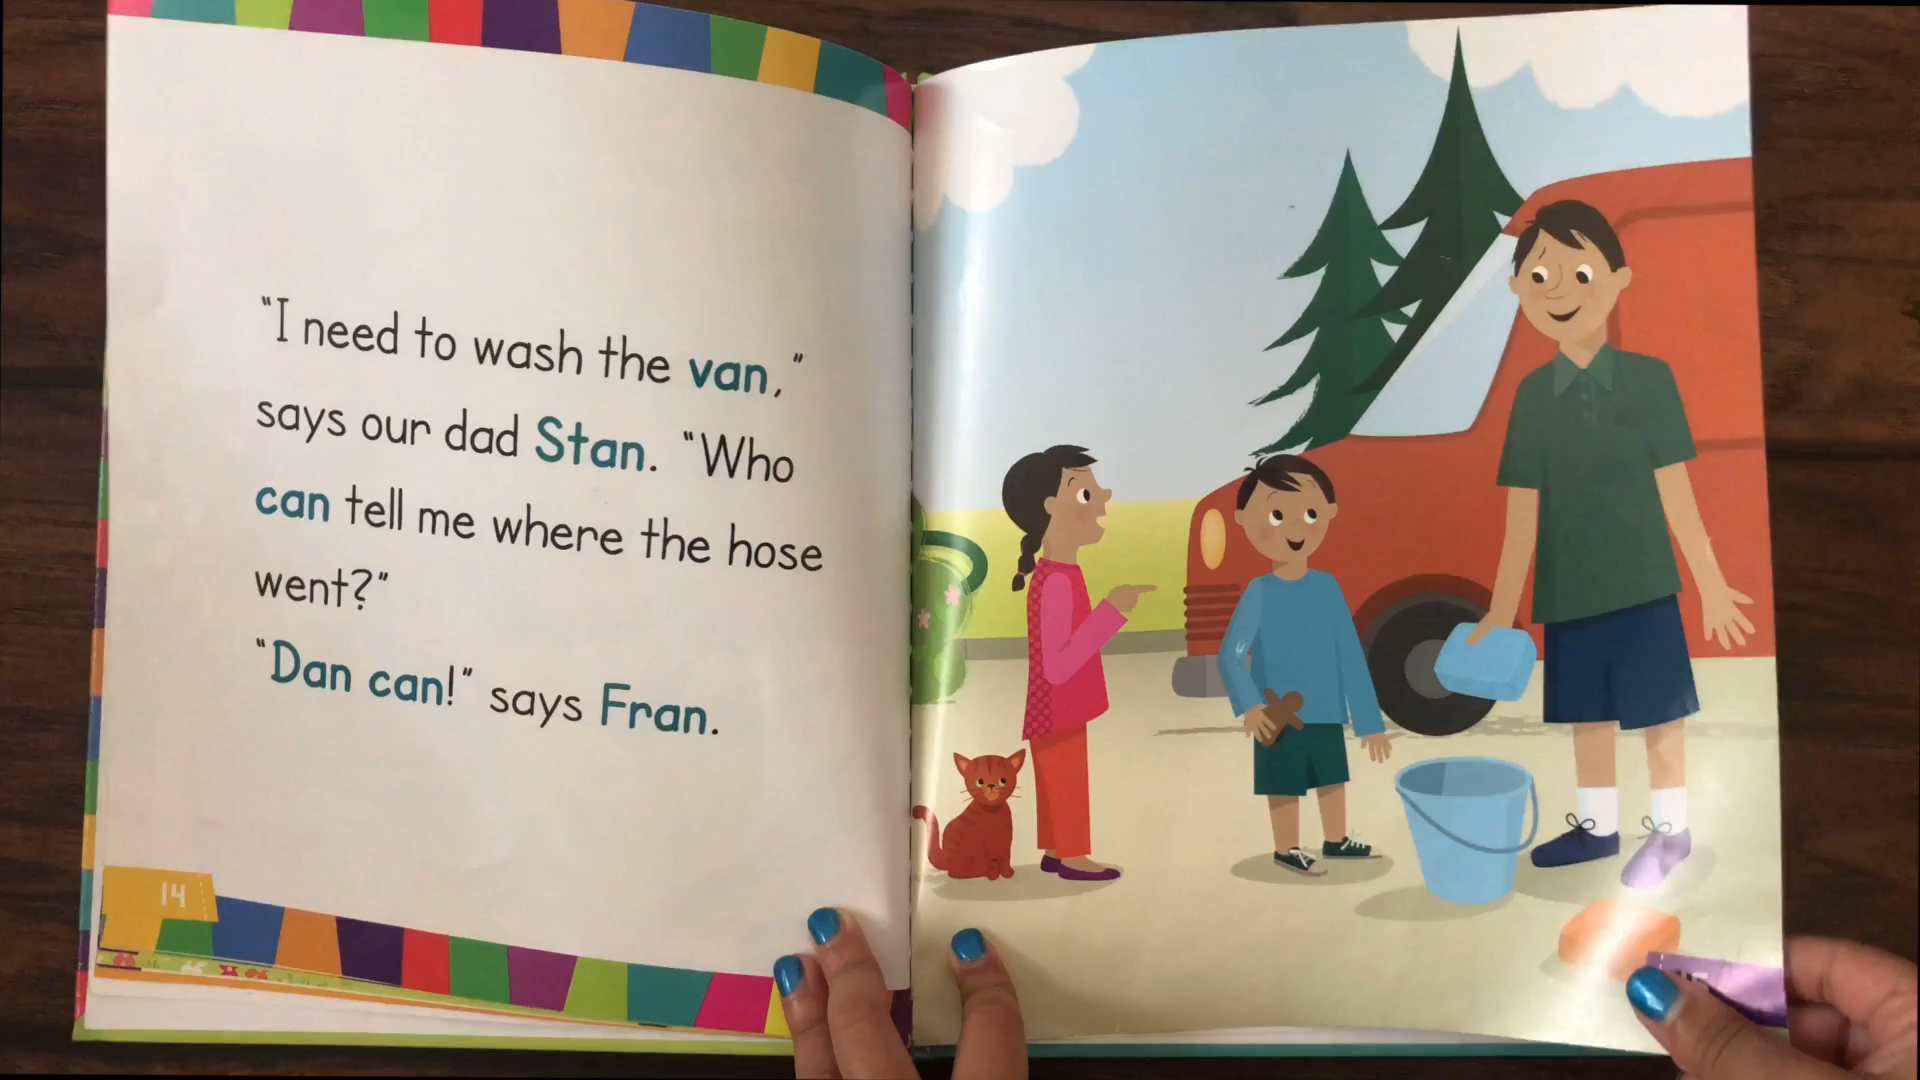 "I need to wash the van,"
says our dad Stan. "Who
can tell me where the hose
went?"
"Dan can!" says Fran.
14